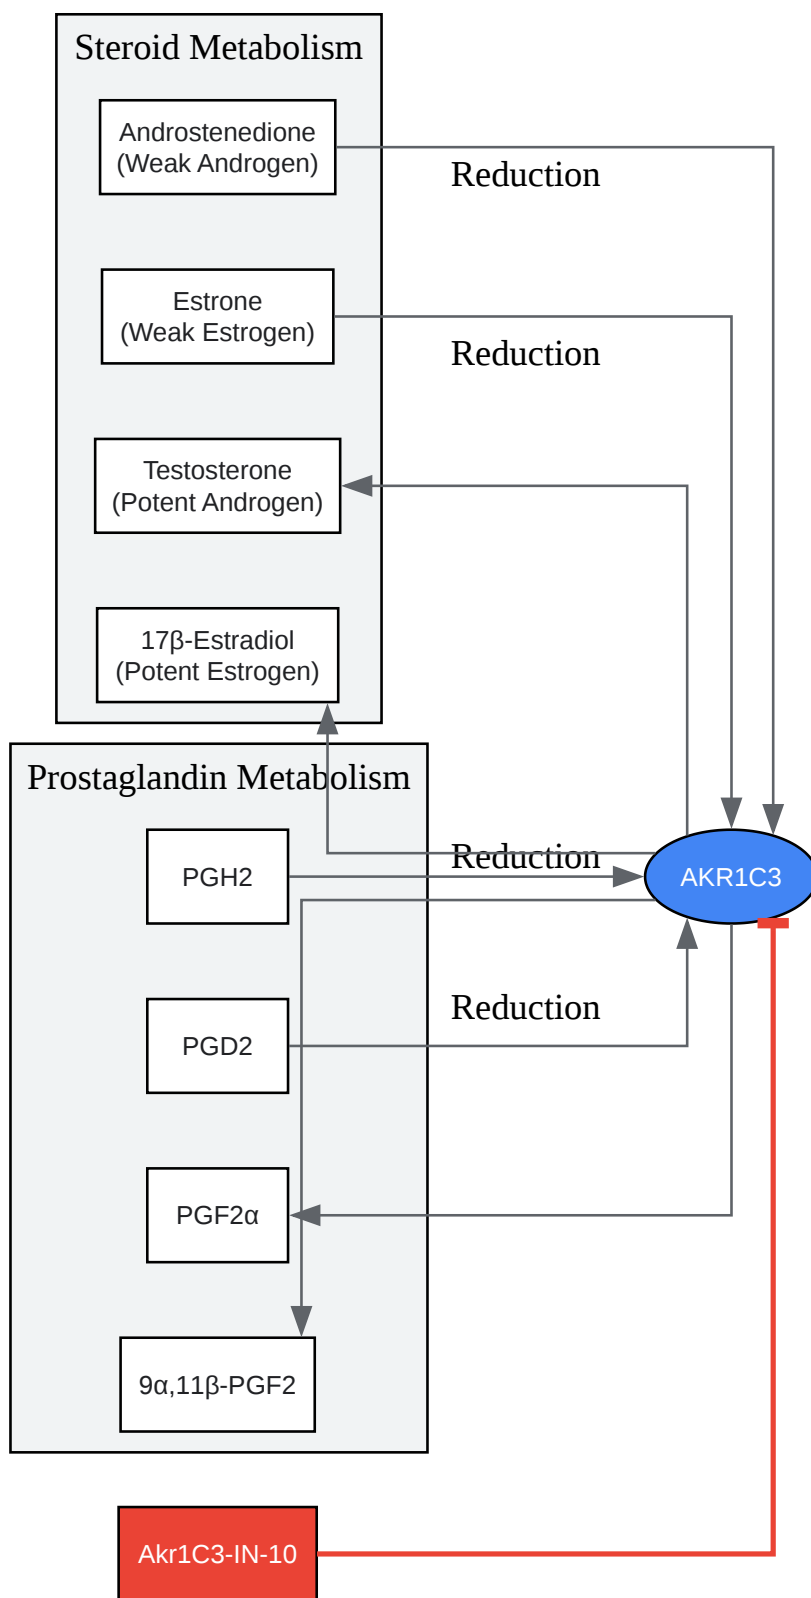 Steroid Metabolism
Androstenedione
(Weak Androgen)
Reduction
Estrone
(Weak Estrogen)
Reduction
Testosterone
(Potent Androgen)
17β-Estradiol
(Potent Estrogen)
Prostaglandin Metabolism
PGH2
Reduction
AKR1C3
PGD2
Reduction
PGF2α
9α,11β-PGF2
Akr1C3-IN-10